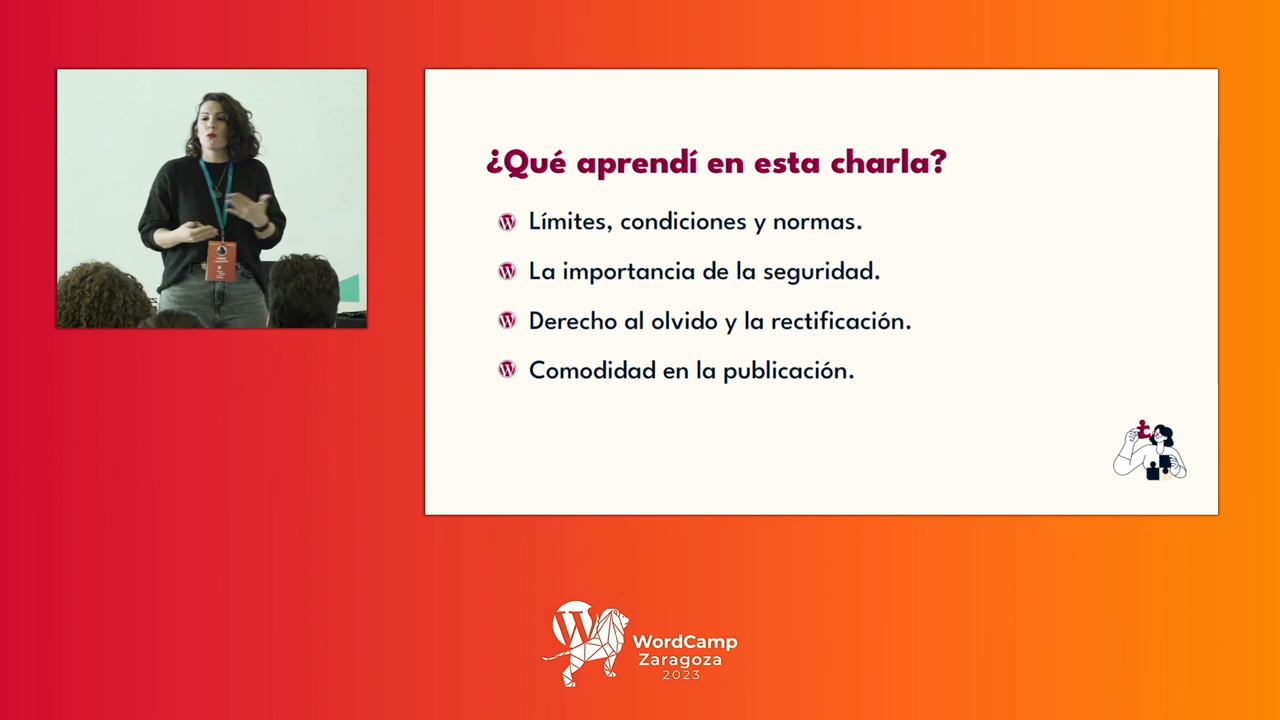 ¿Qué aprendí en esta charla?
Límites, condiciones y normas.
La importancia de la seguridad.
Derecho al olvido y la rectificación.
Comodidad en la publicación.
WordCamp
Zaragoza
2023